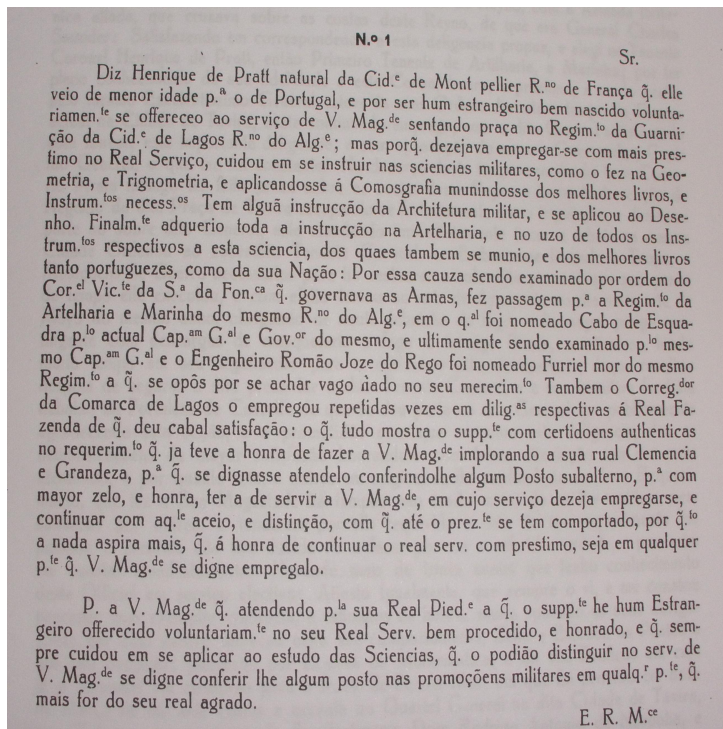 N.º 1
Sr.
Diz Henrique de Pratt natural da Cid.ᵉ de Mont pellier R.ⁿᵒ de França q̃. elle
veio de menor idade p.ª o de Portugal, e por ser hum estrangeiro bem nascido volunta-
riamen.ᵗᵉ se offereceo ao serviço de V. Mag.ᵈᵉ sentando praça no Regim.ᵗᵒ da Guarni-
ção da Cid.ᵉ de Lagos R.ⁿᵒ do Alg.ᵉ; mas porq̃. dezejava empregar-se com mais pres-
timo no Real Serviço, cuidou em se instruir nas sciencias militares, como o fez na Geo-
metria, e Trignometria, e aplicandosse á Comosgrafia munindosse dos melhores livros, e
Instrum.ᵗᵒˢ necess.ᵒˢ Tem alguã instrucção da Architetura militar, e se aplicou ao Dese-
nho. Finalm.ᵗᵉ adquerio toda a instrucção na Artelharia, e no uzo de todos os Ins-
trum.ᵗᵒˢ respectivos a esta sciencia, dos quaes tambem se munio, e dos melhores livros
tanto portuguezes, como da sua Nação: Por essa cauza sendo examinado por ordem do
Cor.ᵉˡ Vic.ᵗᵉ da S.ª da Fon.ᶜᵃ q̃. governava as Armas, fez passagem p.ª a Regim.ᵗᵒ da
Artelharia e Marinha do mesmo R.ⁿᵒ do Alg.ᵉ, em o q.ᵃˡ foi nomeado Cabo de Esqua-
dra p.ˡᵒ actual Cap.ᵃᵐ G.ᵃˡ e Gov.ᵒʳ do mesmo, e ultimamente sendo examinado p.ˡᵒ mes-
mo Cap.ᵃᵐ G.ᵃˡ e o Engenheiro Romão Joze do Rego foi nomeado Furriel mor do mesmo
Regim.ᵗᵒ a q̃. se opôs por se achar vago no seu merecim.ᵗᵒ Tambem o Correg.ᵈᵒʳ
da Comarca de Lagos o empregou repetidas vezes em dilig.ᵃˢ respectivas á Real Fa-
zenda de q̃. deu cabal satisfação: o q̃. tudo mostra o supp.ᵗᵉ com certidoens authenticas
no requerim.ᵗᵒ q̃. ja teve a honra de fazer a V. Mag.ᵈᵉ implorando a sua rual Clemencia
e Grandeza, p.ª q̃. se dignasse atendelo conferindolhe algum Posto subalterno, p.ª com
mayor zelo, e honra, ter a de servir a V. Mag.ᵈᵉ, em cujo serviço dezeja empregarse, e
continuar com aq.ˡᵉ aceio, e distinção, com q̃. até o prez.ᵗᵉ se tem comportado, por q̃.ᵗᵒ
a nada aspira mais, q̃. á honra de continuar o real serv. com prestimo, seja em qualquer
p.ᵗᵉ q̃. V. Mag.ᵈᵉ se digne empregalo.
P. a V. Mag.ᵈᵉ q̃. atendendo p.ˡᵃ sua Real Pied.ᵉ a q̃. o supp.ᵗᵉ he hum Estran-
geiro offerecido voluntariam.ᵗᵉ no seu Real Serv. bem procedido, e honrado, e q̃. sem-
pre cuidou em se aplicar ao estudo das Sciencias, q̃. o podião distinguir no serv. de
V. Mag.ᵈᵉ se digne conferir lhe algum posto nas promoçõens militares em qualq.ʳ p.ᵗᵉ, q̃.
mais for do seu real agrado.
E. R. M.ᶜᵉ